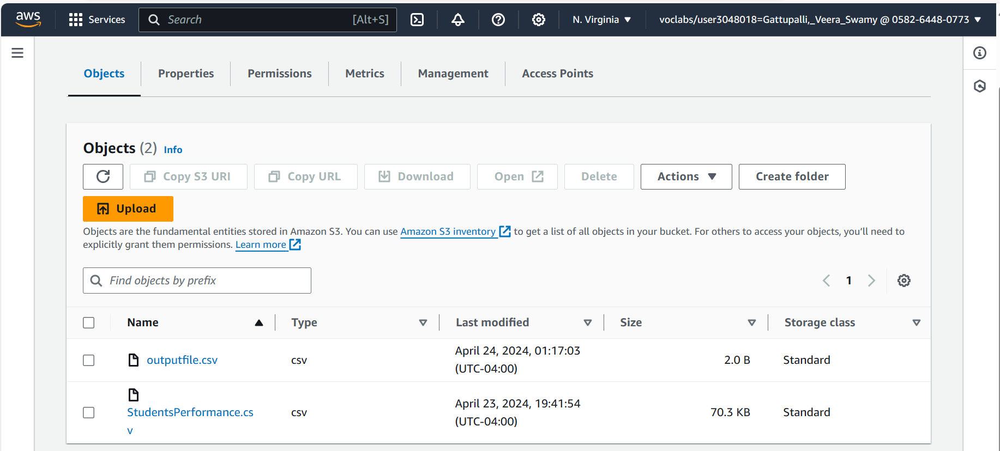 aws
Services
Search [Alt+S]
N. Virginia
voclabs/user3048018=Gattupalli,_Veera_Swamy @ 0582-6448-0773
Objects
Properties
Permissions
Metrics
Management
Access Points
Objects (2) Info
Copy S3 URI
Copy URL
Download
Open
Delete
Actions
Create folder
Upload
Objects are the fundamental entities stored in Amazon S3. You can use Amazon S3 inventory to get a list of all objects in your bucket. For others to access your objects, you’ll need to
explicitly grant them permissions. Learn more
Find objects by prefix
1
Name
Type
Last modified
Size
Storage class
outputfile.csv
csv
April 24, 2024, 01:17:03
(UTC-04:00)
2.0 B
Standard
StudentsPerformance.cs
v
csv
April 23, 2024, 19:41:54
(UTC-04:00)
70.3 KB
Standard